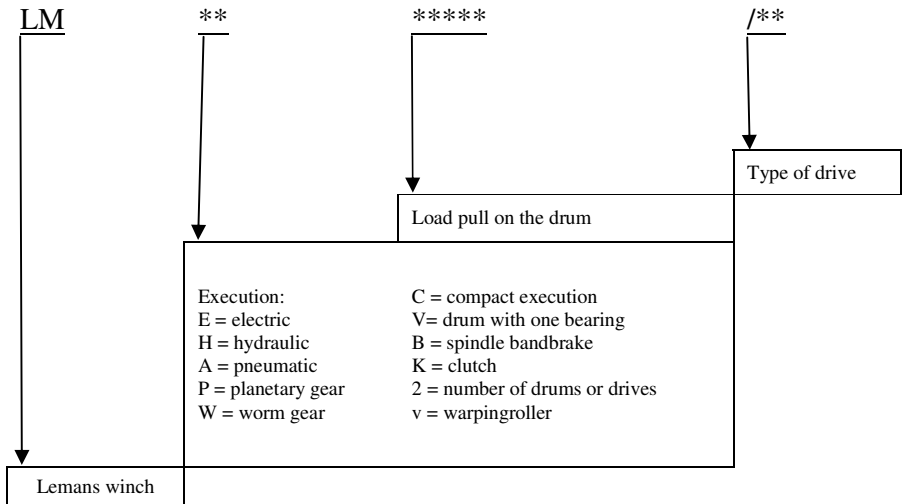 LM ** ***** /**
Type of drive
Load pull on the drum
Execution: C = compact execution
E = electric V= drum with one bearing
H = hydraulic B = spindle bandbrake
A = pneumatic K = clutch
P = planetary gear 2 = number of drums or drives
W = worm gear v = warpingroller
Lemans winch